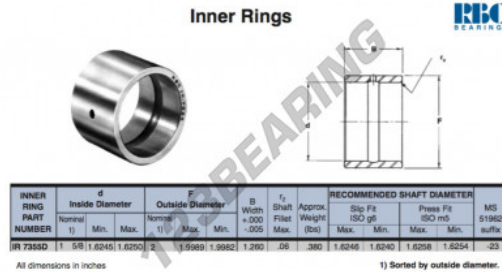 Inner Rings
RBC
BEARINGS
123BEARING
B
r₂
d
F
INNER RING PART NUMBER
d Inside Diameter
Nominal 1) Max. Min.
F Outside Diameter
Nominal 1) Max. Min.
B Width +.000 -.005
r₂ Shaft Fillet Max.
Approx. Weight (lbs)
RECOMMENDED SHAFT DIAMETER
Slip Fit ISO g6
Max. Min.
Press Fit ISO m5
Max. Min.
MS 51962 suffix
IR 7355D 1 5/8 1.6245 1.6250 2 1.9989 1.9982 1.260 .06 .380 1.6246 1.6240 1.6258 1.6254 -23
All dimensions in inches
1) Sorted by outside diameter.